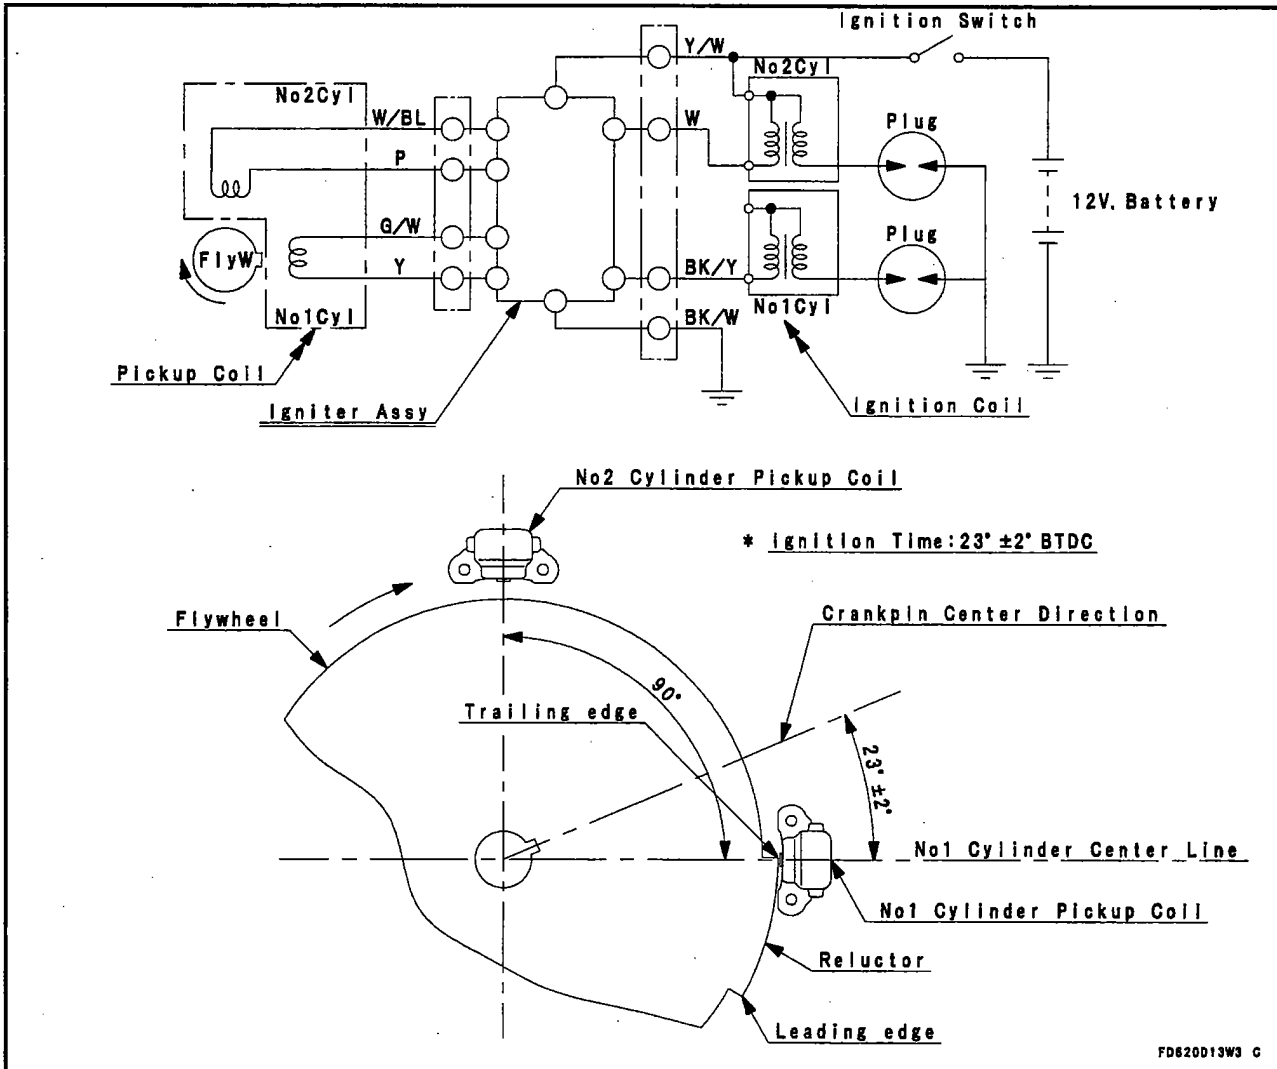 Ignition Switch
Y/W
No2Cyl
No2Cyl
W/BL
W
Plug
P
12V. Battery
G/W
Plug
FlyW
Y
BK/Y
No1Cyl
No1Cyl
BK/W
Pickup Coil
Igniter Assy
Ignition Coil
No2 Cylinder Pickup Coil
* Ignition Time:23° ±2° BTDC
Flywheel
Crankpin Center Direction
90°
Trailing edge
23° ±2°
No1 Cylinder Center Line
No1 Cylinder Pickup Coil
Reluctor
Leading edge
FD620D13W3 C